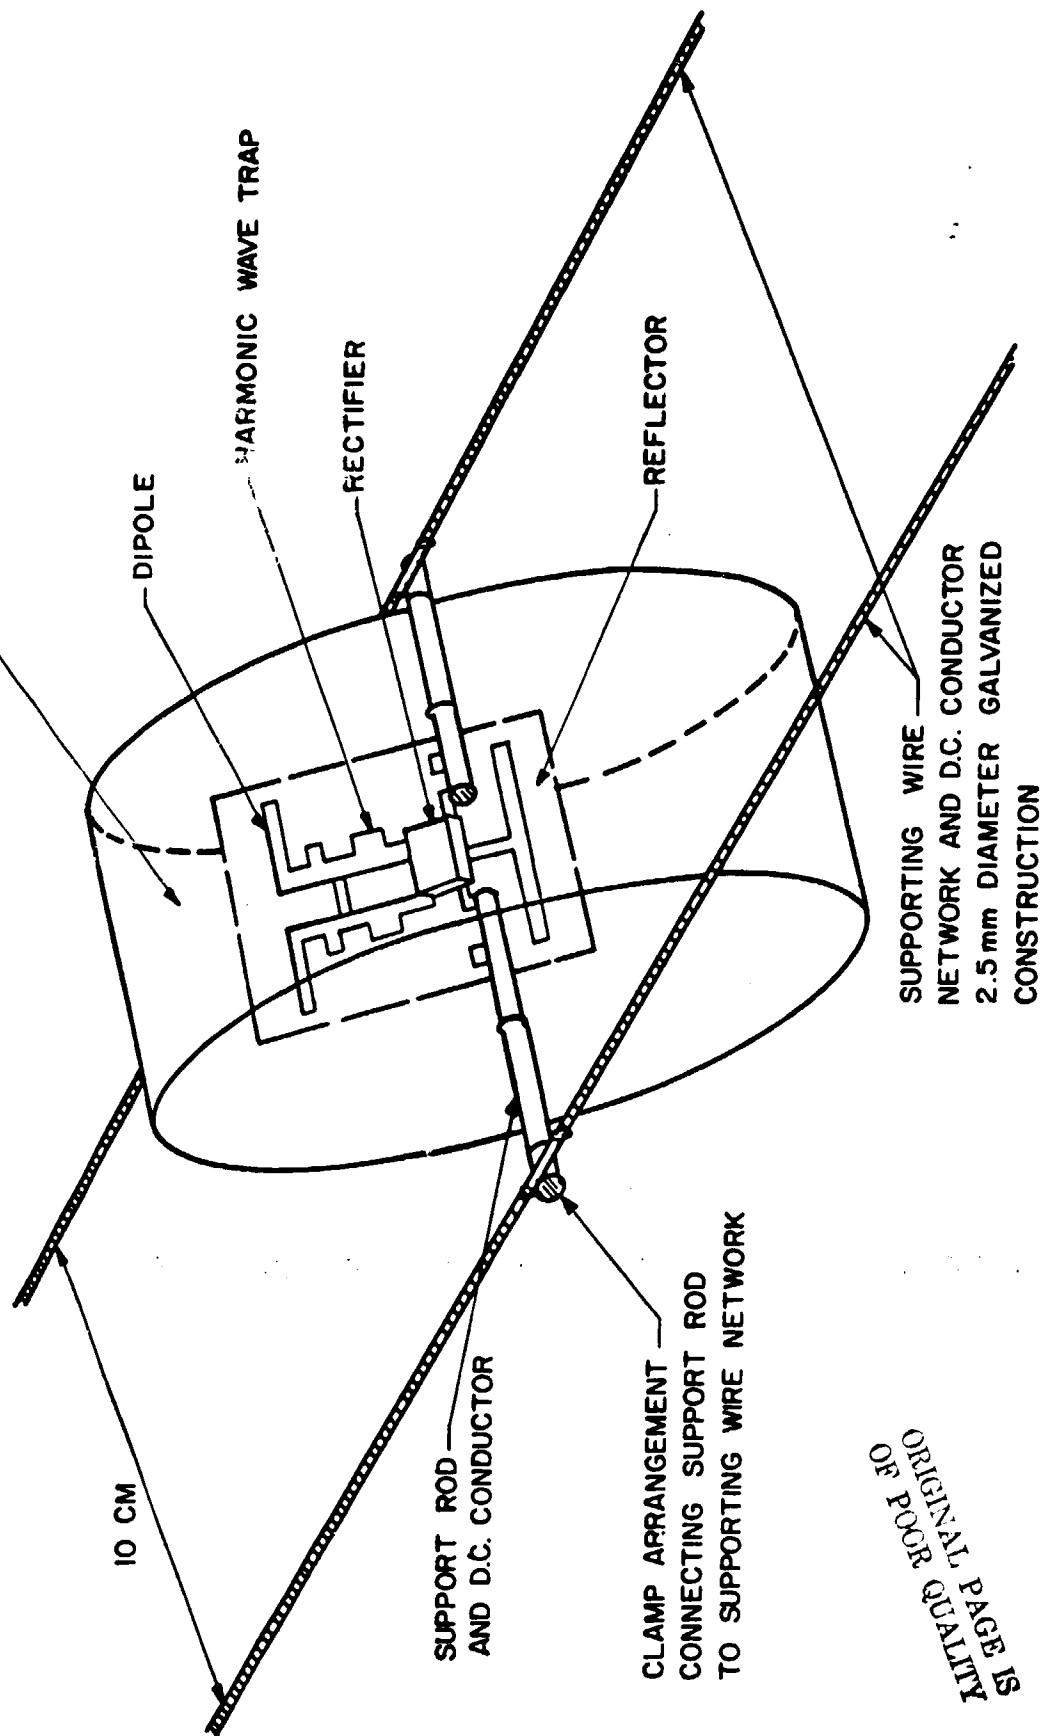 DIPOLE
HARMONIC WAVE TRAP
RECTIFIER
REFLECTOR
10 CM
SUPPORT ROD
AND D.C. CONDUCTOR
CLAMP ARRANGEMENT
CONNECTING SUPPORT ROD
TO SUPPORTING WIRE NETWORK
SUPPORTING WIRE
NETWORK AND D.C. CONDUCTOR
2.5 mm DIAMETER GALVANIZED
CONSTRUCTION
ORIGINAL PAGE IS
OF POOR QUALITY